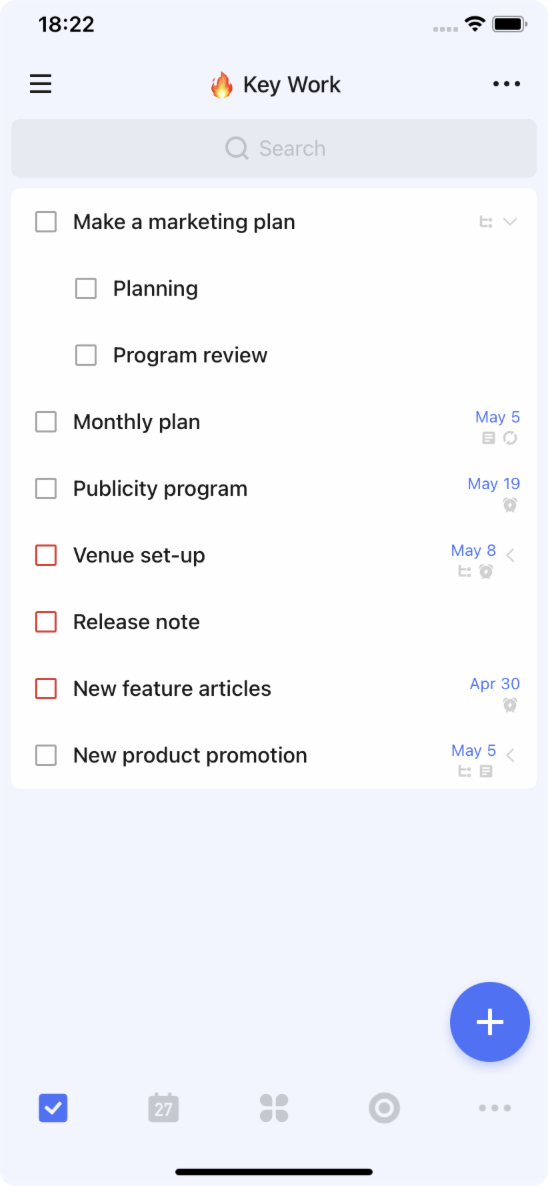 18:22
🔥 Key Work
Search
Make a marketing plan
Planning
Program review
Monthly plan
May 5
Publicity program
May 19
Venue set-up
May 8
Release note
New feature articles
Apr 30
New product promotion
May 5
27